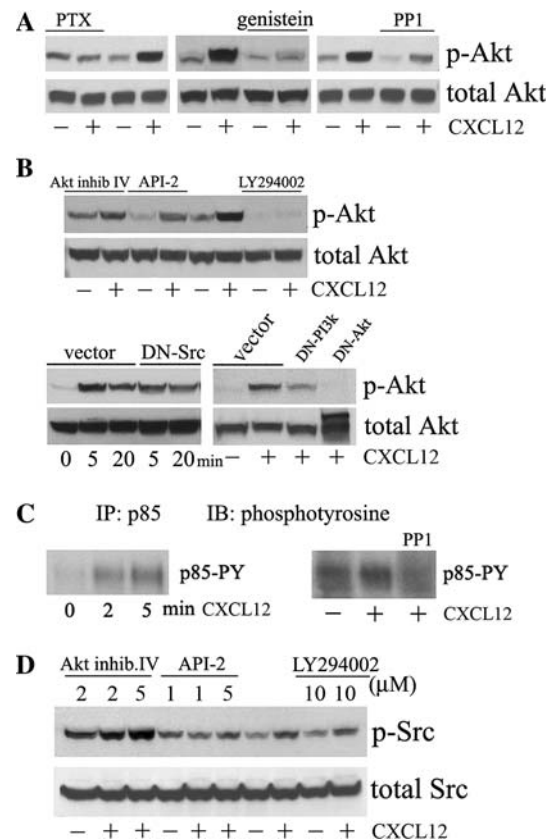 A
PTX genistein PP1
p-Akt
total Akt
− + − + − + − + − + − + CXCL12
B
Akt inhib IV API-2 LY294002
p-Akt
total Akt
− + − + − + − + CXCL12
vector DN-Src vector DN-PI3k DN-Akt
p-Akt
total Akt
0 5 20 5 20 min − + + + CXCL12
C
IP: p85 IB: phosphotyrosine
PP1
p85-PY p85-PY
0 2 5 min CXCL12 − + + CXCL12
D
Akt inhib.IV API-2 LY294002
2 2 5 1 1 5 10 10 (μM)
p-Src
total Src
− + + − + + − + − + CXCL12